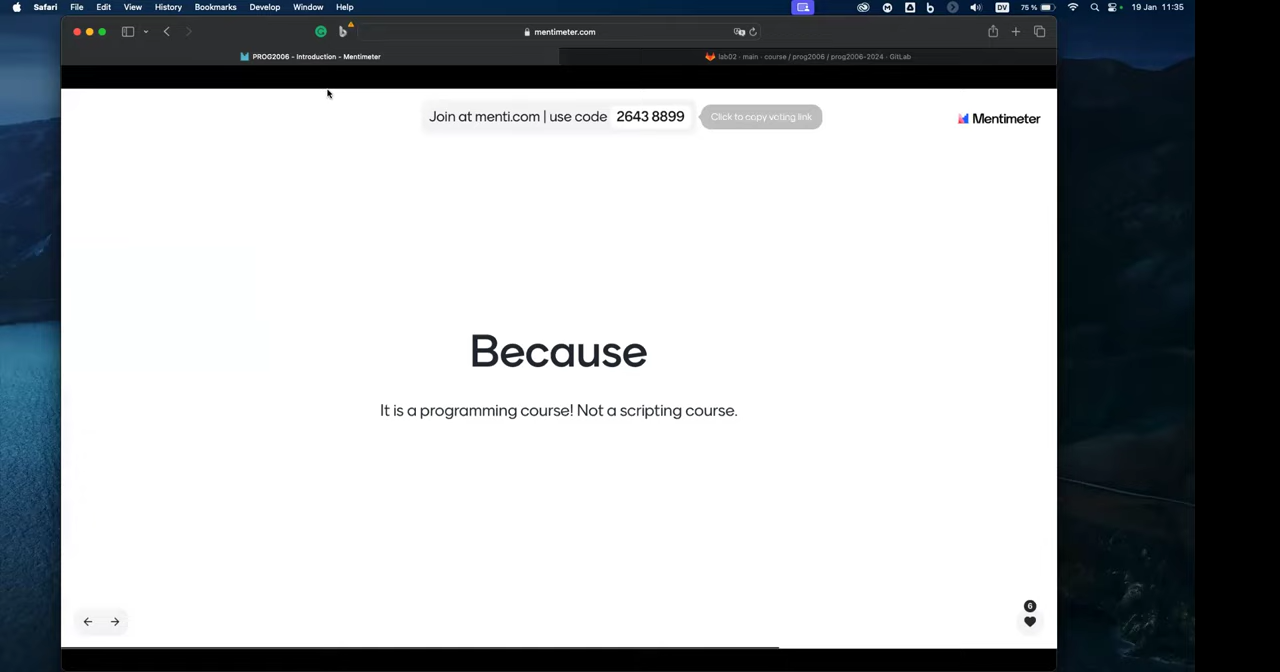 Safari File Edit View History Bookmarks Develop Window Help DV 75 % 19 Jan 11:35
mentimeter.com
PROG2006 - Introduction - Mentimeter lab02 · main · course / prog2006 / prog2006-2024 · GitLab
Join at menti.com | use code 2643 8899 Click to copy voting link Mentimeter
Because
It is a programming course! Not a scripting course.
6